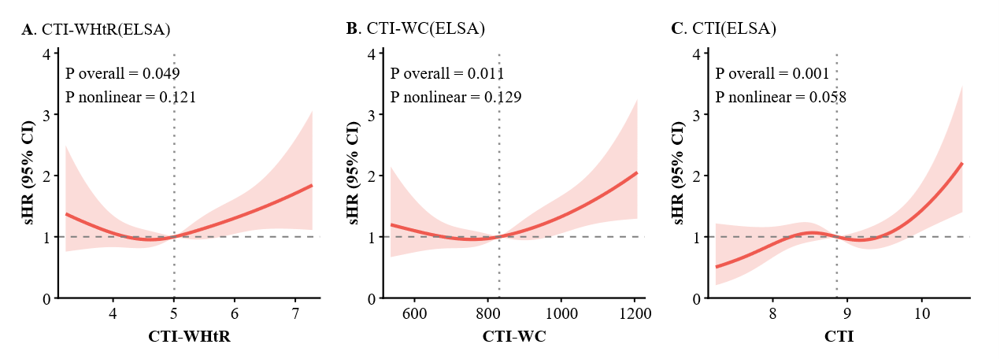 A. CTI-WHtR(ELSA)
P overall = 0.049
P nonlinear = 0.121
sHR (95% CI)
4
3
2
1
0
4 5 6 7
CTI-WHtR
B. CTI-WC(ELSA)
P overall = 0.011
P nonlinear = 0.129
sHR (95% CI)
4
3
2
1
0
600 800 1000 1200
CTI-WC
C. CTI(ELSA)
P overall = 0.001
P nonlinear = 0.058
sHR (95% CI)
4
3
2
1
0
8 9 10
CTI